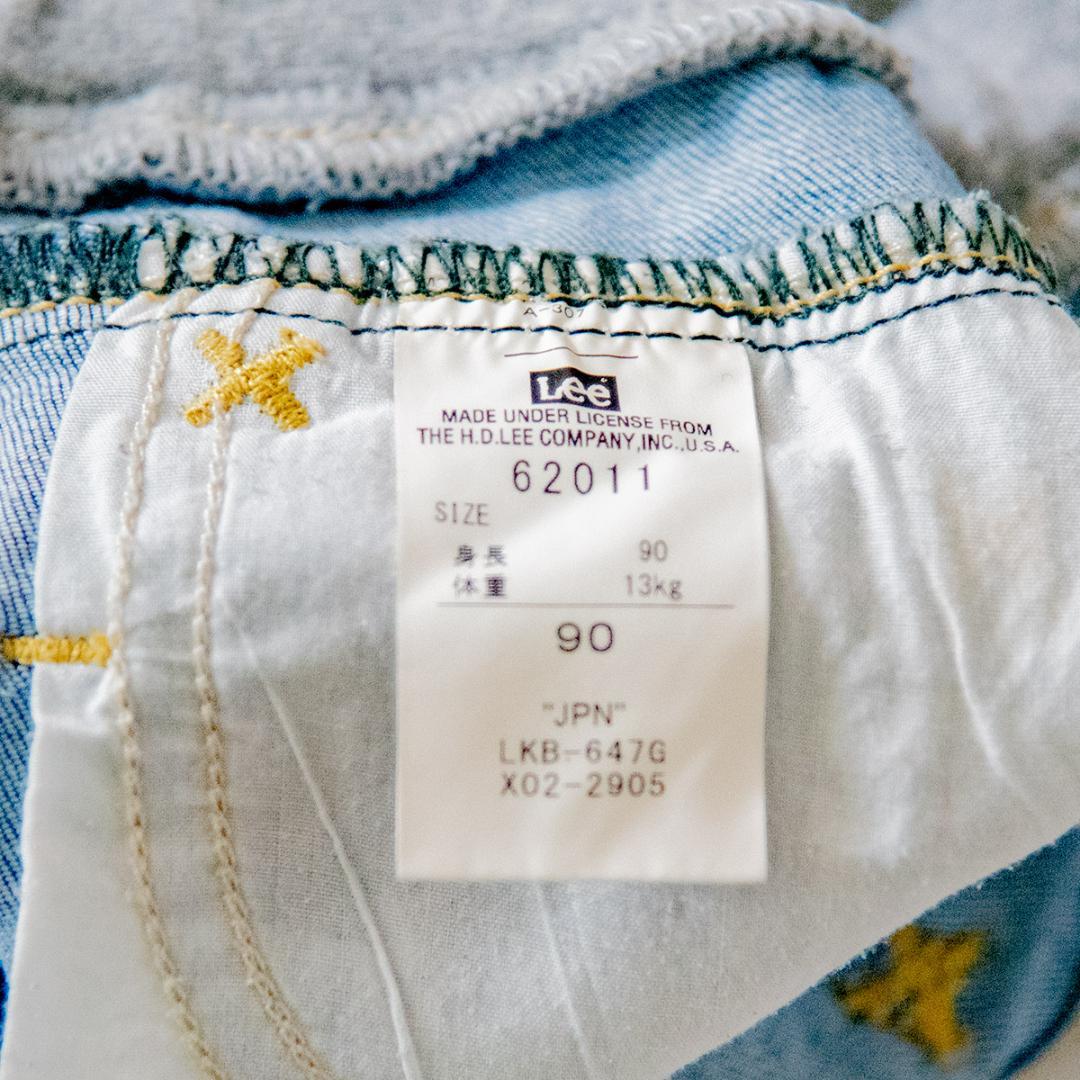 A-307
Lee
MADE UNDER LICENSE FROM
THE H.D.LEE COMPANY,INC.,U.S.A.
62011
SIZE
身長 90
体重 13kg
90
"JPN"
LKB-647G
X02-2905